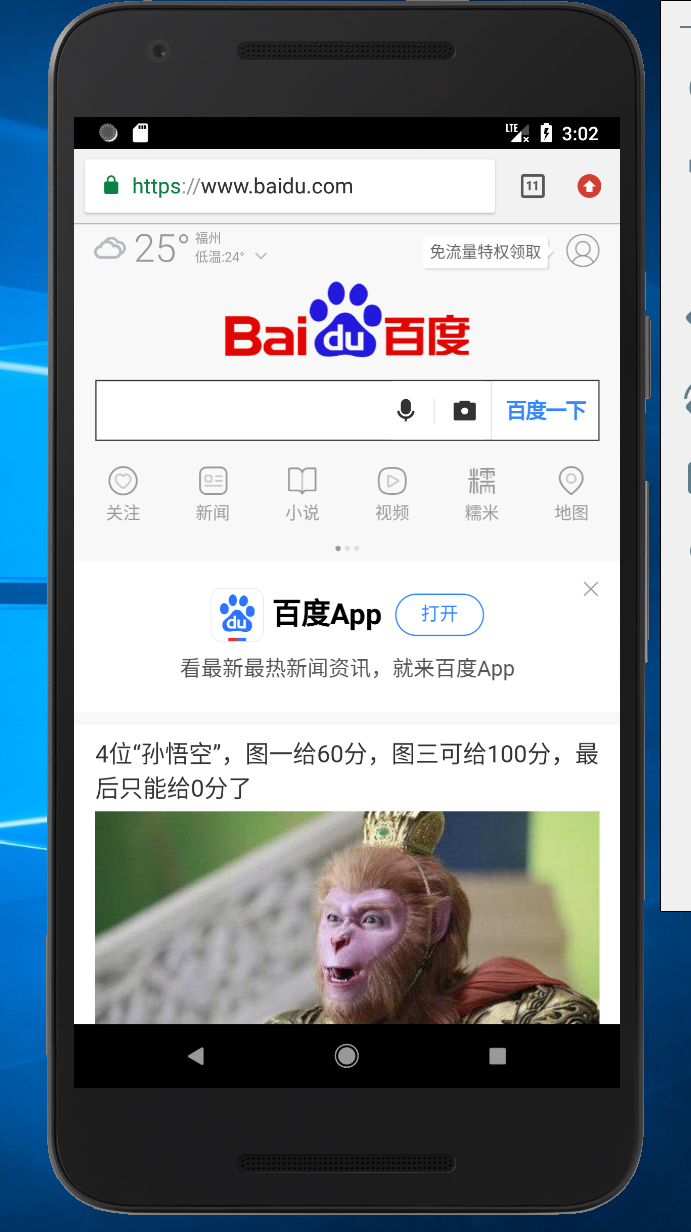 LTE 3:02
https://www.baidu.com 11
25° 福州
低温:24°
免流量特权领取
Bai du 百度
百度一下
关注 新闻 小说 视频 糯米 地图
du 百度App 打开
看最新最热新闻资讯，就来百度App
4位“孙悟空”，图一给60分，图三可给100分，最
后只能给0分了